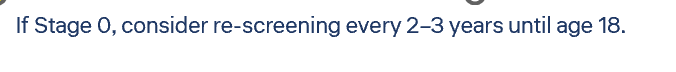 If Stage 0, consider re-screening every 2–3 years until age 18.